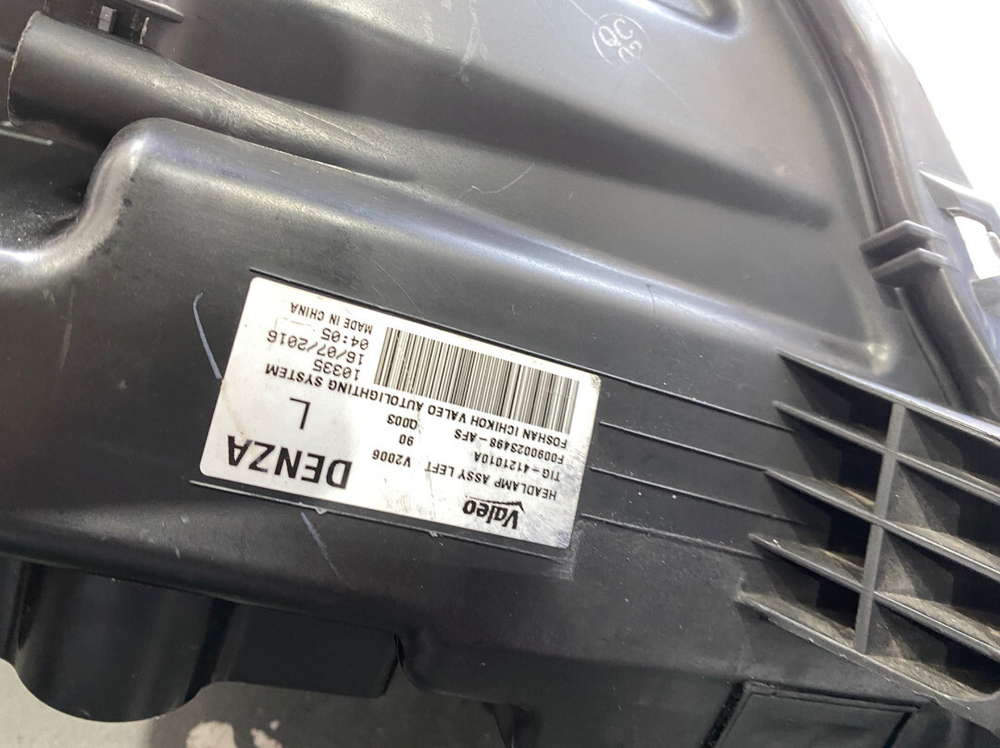 Valeo
DENZA
HEADLAMP ASSY LEFT V2006
TIG-4121010A 90
F0090023498-AFS Q00S
L
FOSHAN ICHIKOH VALEO AUTOLIGHTING SYSTEM
10335
16/07/2016
04:05
MADE IN CHINA